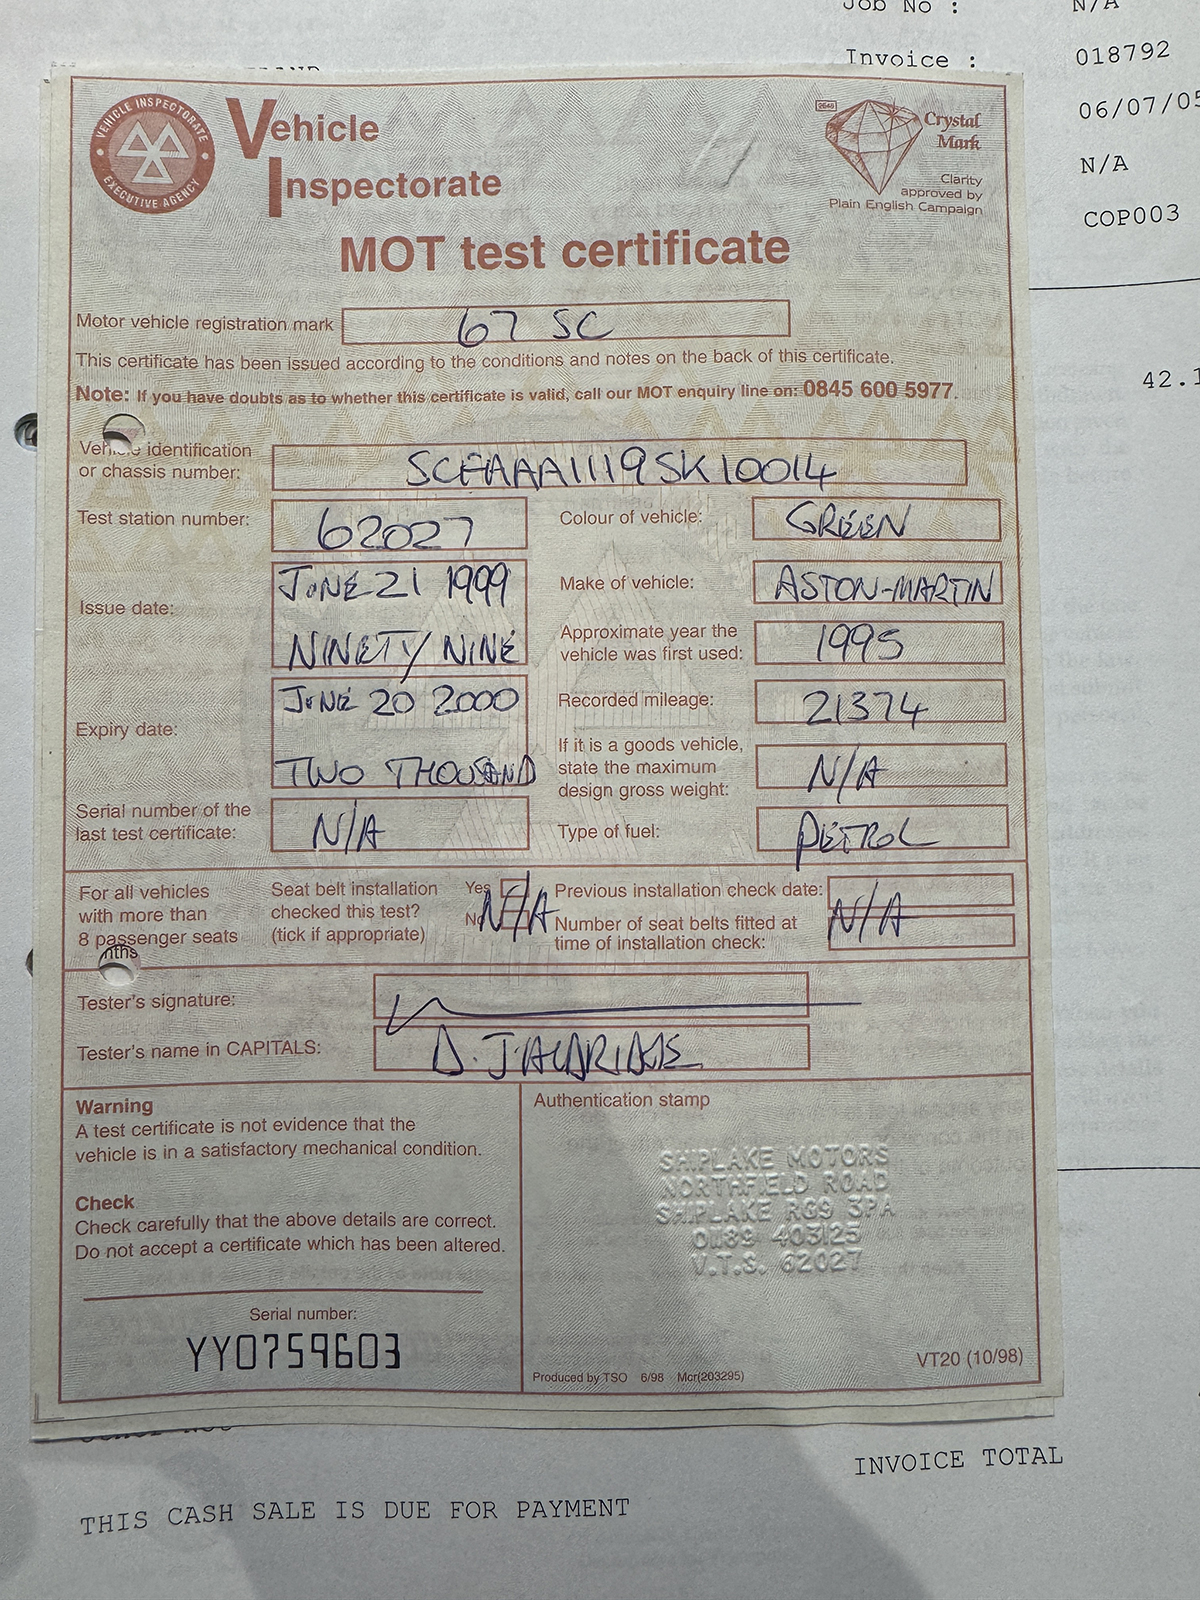 Job No : N/A
Invoice : 018792
06/07/05
N/A
COP003
42.1
VEHICLE INSPECTORATE
EXECUTIVE AGENCY
Vehicle
Inspectorate
Crystal
Mark
Clarity
approved by
Plain English Campaign
MOT test certificate
Motor vehicle registration mark 67 SC
This certificate has been issued according to the conditions and notes on the back of this certificate.
Note: If you have doubts as to whether this certificate is valid, call our MOT enquiry line on: 0845 600 5977.
Vehicle identification
or chassis number: SCFAAA1119SK10014
Test station number: 62027
Colour of vehicle: GREEN
Issue date: JUNE 21 1999
NINETY/NINE
Make of vehicle: ASTON-MARTIN
Approximate year the
vehicle was first used: 1995
Expiry date: JUNE 20 2000
TWO THOUSAND
Recorded mileage: 21374
If it is a goods vehicle,
state the maximum
design gross weight: N/A
Serial number of the
last test certificate: N/A
Type of fuel: PETROL
For all vehicles
with more than
8 passenger seats
Seat belt installation
checked this test?
(tick if appropriate)
Yes
No
N/A
Previous installation check date:
Number of seat belts fitted at
time of installation check:
N/A
nths
Tester's signature:
Tester's name in CAPITALS: D.
Warning
A test certificate is not evidence that the
vehicle is in a satisfactory mechanical condition.
Check
Check carefully that the above details are correct.
Do not accept a certificate which has been altered.
Serial number:
YY0759603
Authentication stamp
SHIPLAKE MOTORS
NORTHFIELD ROAD
SHIPLAKE RG9 3PA
0189 403125
V.T.S. 62027
Produced by TSO 6/98 Mcr(203295)
VT20 (10/98)
INVOICE TOTAL
THIS CASH SALE IS DUE FOR PAYMENT